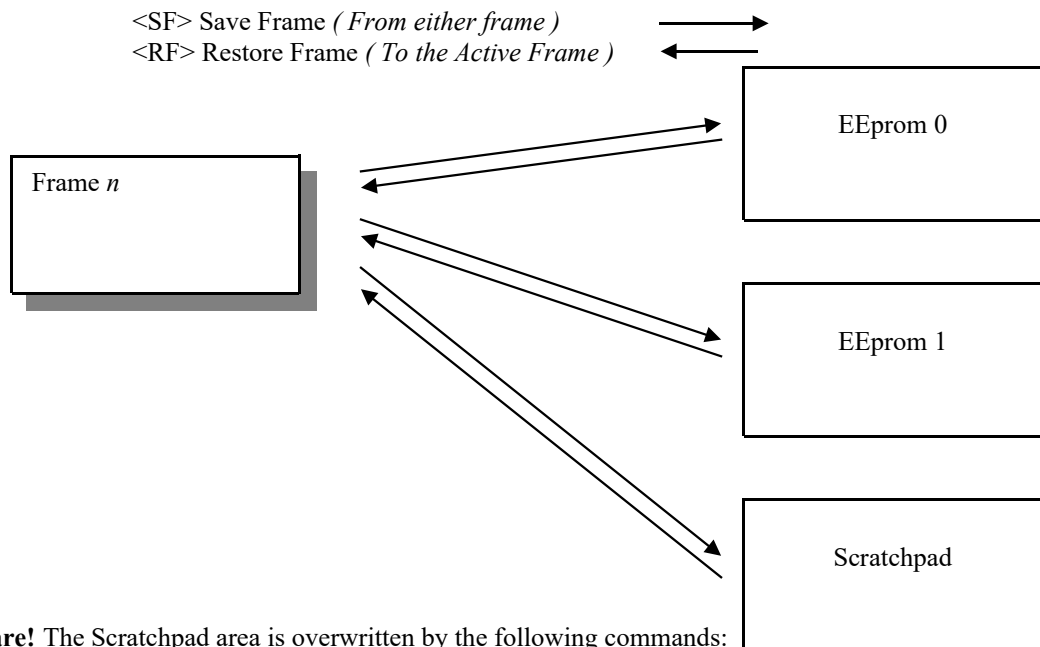 <SF> Save Frame ( From either frame )
<RF> Restore Frame ( To the Active Frame )
EEprom 0
Frame n
EEprom 1
Scratchpad
The Scratchpad area is overwritten by the following commands: